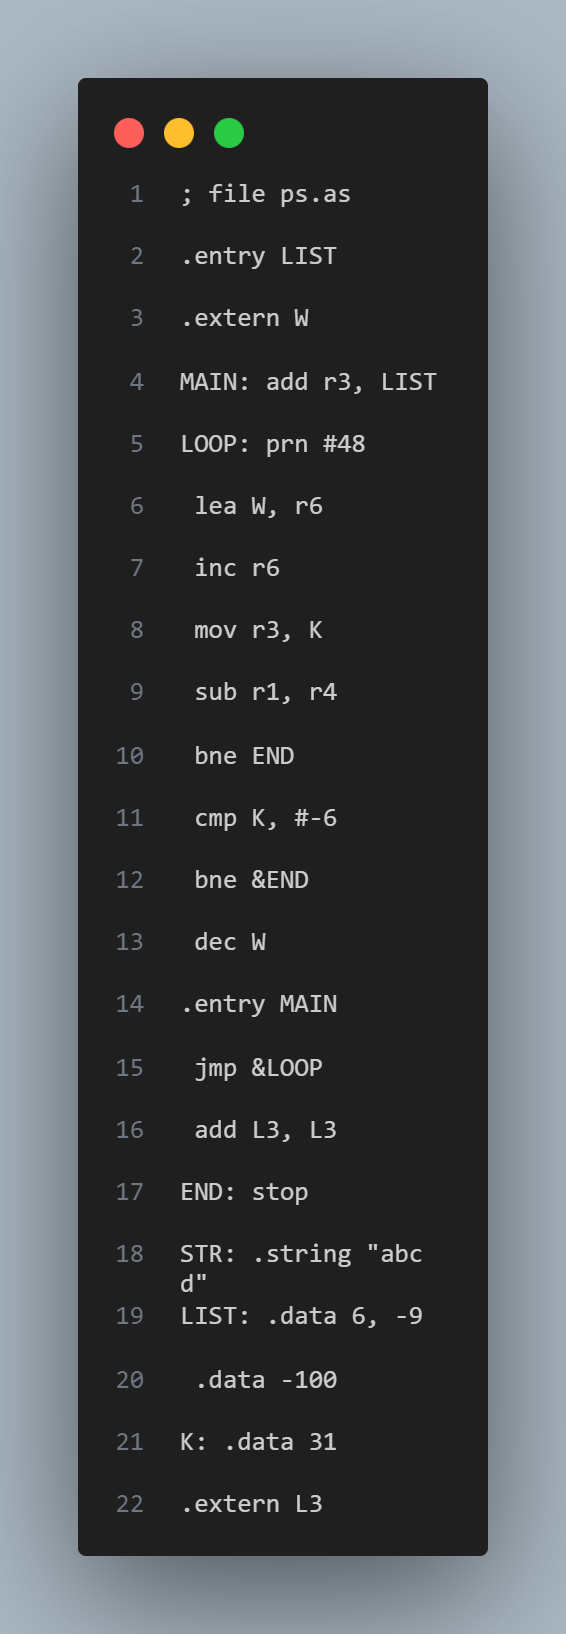 1 ; file ps.as
2 .entry LIST
3 .extern W
4 MAIN: add r3, LIST
5 LOOP: prn #48
6 lea W, r6
7 inc r6
8 mov r3, K
9 sub r1, r4
10 bne END
11 cmp K, #-6
12 bne &END
13 dec W
14 .entry MAIN
15 jmp &LOOP
16 add L3, L3
17 END: stop
18 STR: .string "abc
d"
19 LIST: .data 6, -9
20 .data -100
21 K: .data 31
22 .extern L3